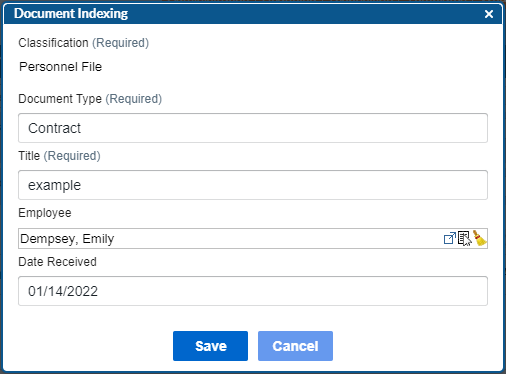 Document Indexing
Classification (Required)
Personnel File
Document Type (Required)
Contract
Title (Required)
example
Employee
Dempsey, Emily
Date Received
01/14/2022
Save Cancel